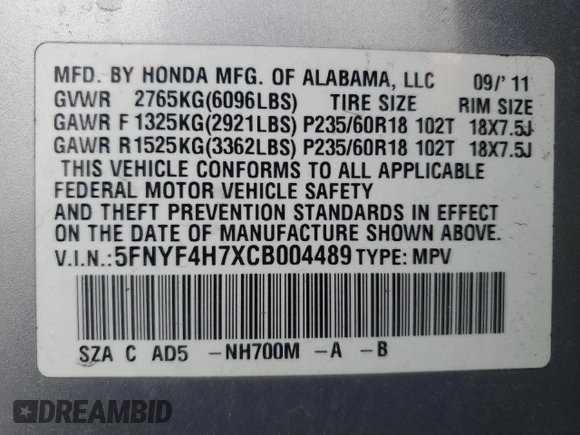 MFD. BY HONDA MFG. OF ALABAMA, LLC 09/'11
GVWR 2765KG(6096LBS) TIRE SIZE RIM SIZE
GAWR F 1325KG(2921LBS) P235/60R18 102T 18X7.5J
GAWR R1525KG(3362LBS) P235/60R18 102T 18X7.5J
THIS VEHICLE CONFORMS TO ALL APPLICABLE
FEDERAL MOTOR VEHICLE SAFETY
AND THEFT PREVENTION STANDARDS IN EFFECT
ON THE DATE OF MANUFACTURE SHOWN ABOVE.
V.I.N.:5FNYF4H7XCB004489 TYPE: MPV
SZA C AD5 -NH700M -A -B
DREAMBID